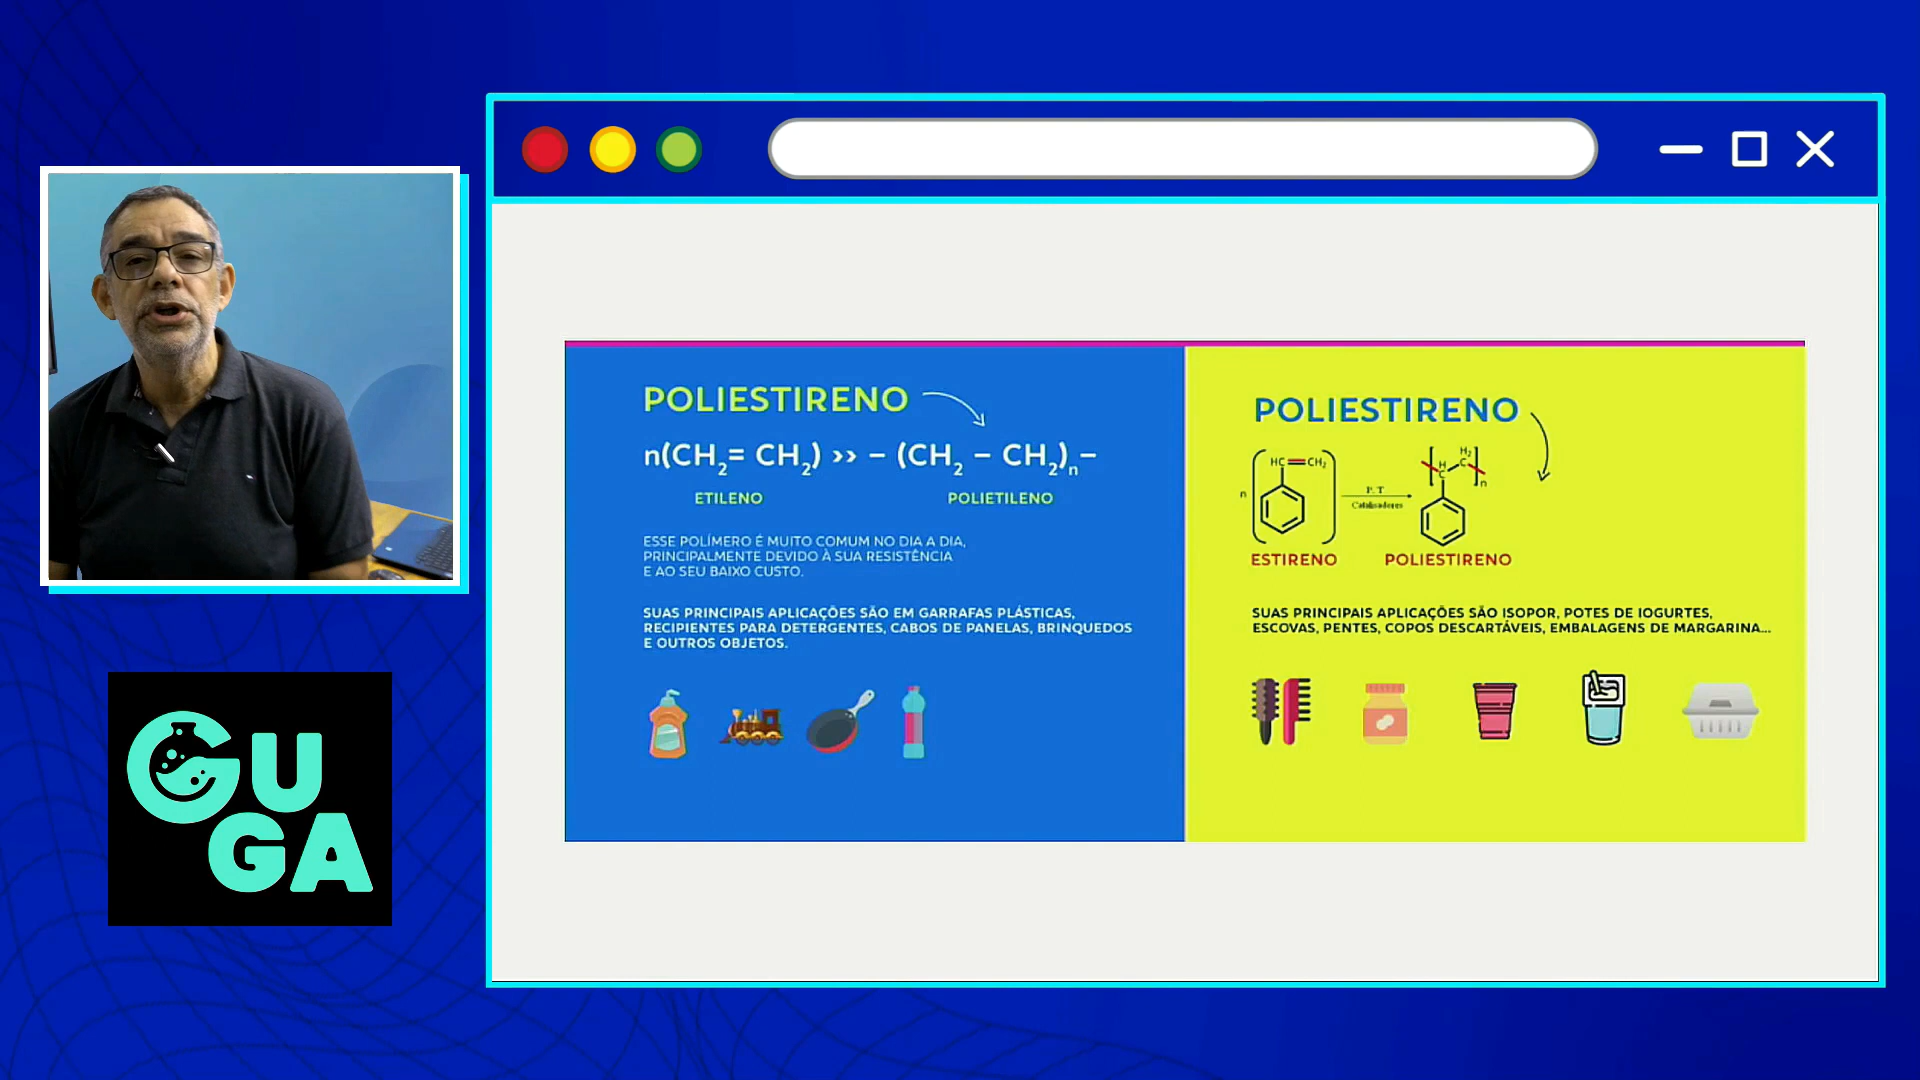 POLIESTIRENO
n(CH2= CH2) >> – (CH2 – CH2)n–
ETILENO POLIETILENO
ESSE POLÍMERO É MUITO COMUM NO DIA A DIA,
PRINCIPALMENTE DEVIDO À SUA RESISTÊNCIA
E AO SEU BAIXO CUSTO.
SUAS PRINCIPAIS APLICAÇÕES SÃO EM GARRAFAS PLÁSTICAS,
RECIPIENTES PARA DETERGENTES, CABOS DE PANELAS, BRINQUEDOS
E OUTROS OBJETOS.
POLIESTIRENO
n HC CH2 P, T Catalisadores H C H2 C n
ESTIRENO POLIESTIRENO
SUAS PRINCIPAIS APLICAÇÕES SÃO ISOPOR, POTES DE IOGURTES,
ESCOVAS, PENTES, COPOS DESCARTÁVEIS, EMBALAGENS DE MARGARINA...
GU
GA